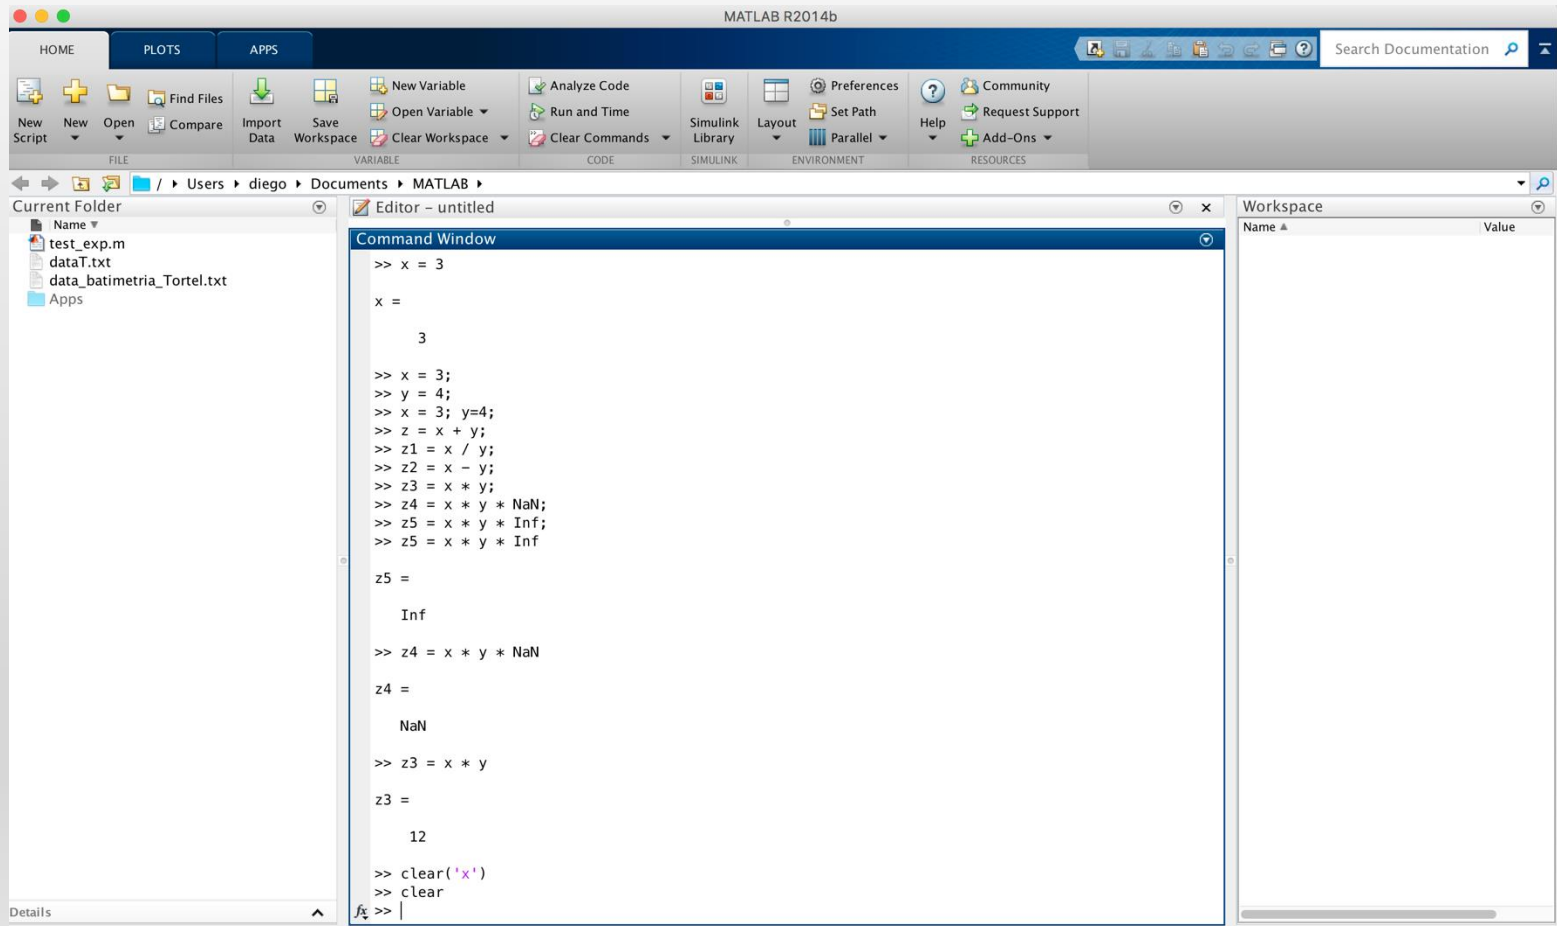 MATLAB R2014b
HOME PLOTS APPS
Search Documentation
New Script
New
Open
Find Files
Compare
Import Data
Save Workspace
New Variable
Open Variable
Clear Workspace
Analyze Code
Run and Time
Clear Commands
Simulink Library
Layout
Preferences
Set Path
Parallel
Help
Community
Request Support
Add-Ons
FILE VARIABLE CODE SIMULINK ENVIRONMENT RESOURCES
/ Users diego Documents MATLAB
Current Folder
Name
test_exp.m
dataT.txt
data_batimetria_Tortel.txt
Apps
Details
Editor - untitled
Command Window
>> x = 3
x =
3
>> x = 3;
>> y = 4;
>> x = 3; y=4;
>> z = x + y;
>> z1 = x / y;
>> z2 = x - y;
>> z3 = x * y;
>> z4 = x * y * NaN;
>> z5 = x * y * Inf;
>> z5 = x * y * Inf
z5 =
Inf
>> z4 = x * y * NaN
z4 =
NaN
>> z3 = x * y
z3 =
12
>> clear('x')
>> clear
fx >>
Workspace
Name Value